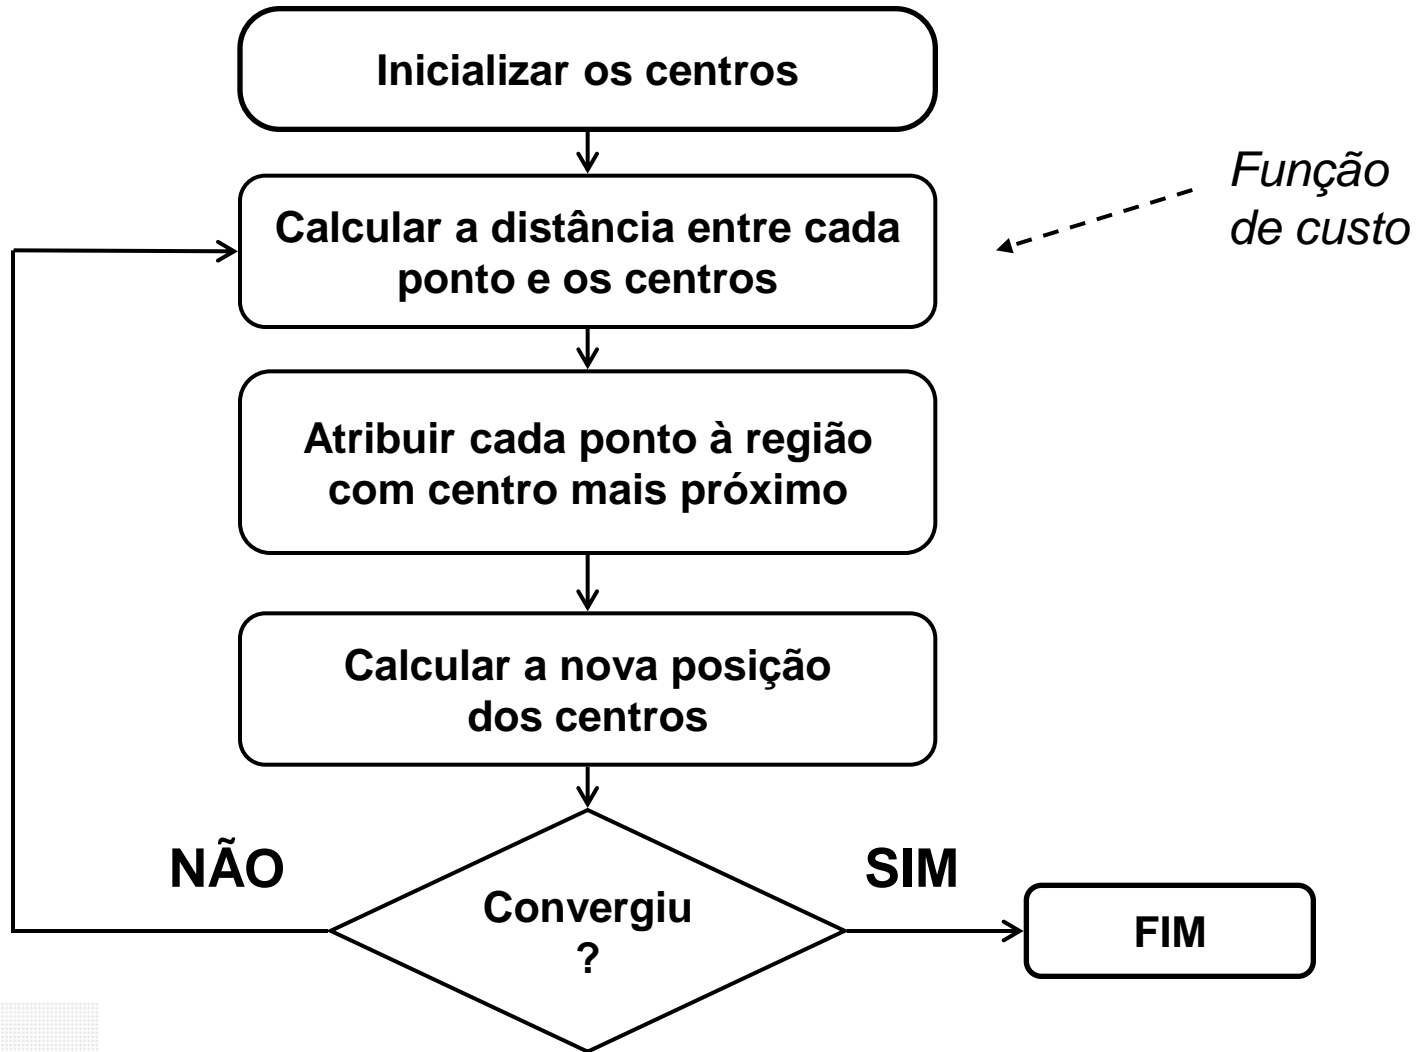 Inicializar os centros
Função
de custo
Calcular a distância entre cada
ponto e os centros
Atribuir cada ponto à região
com centro mais próximo
Calcular a nova posição
dos centros
NÃO
SIM
Convergiu
?
FIM